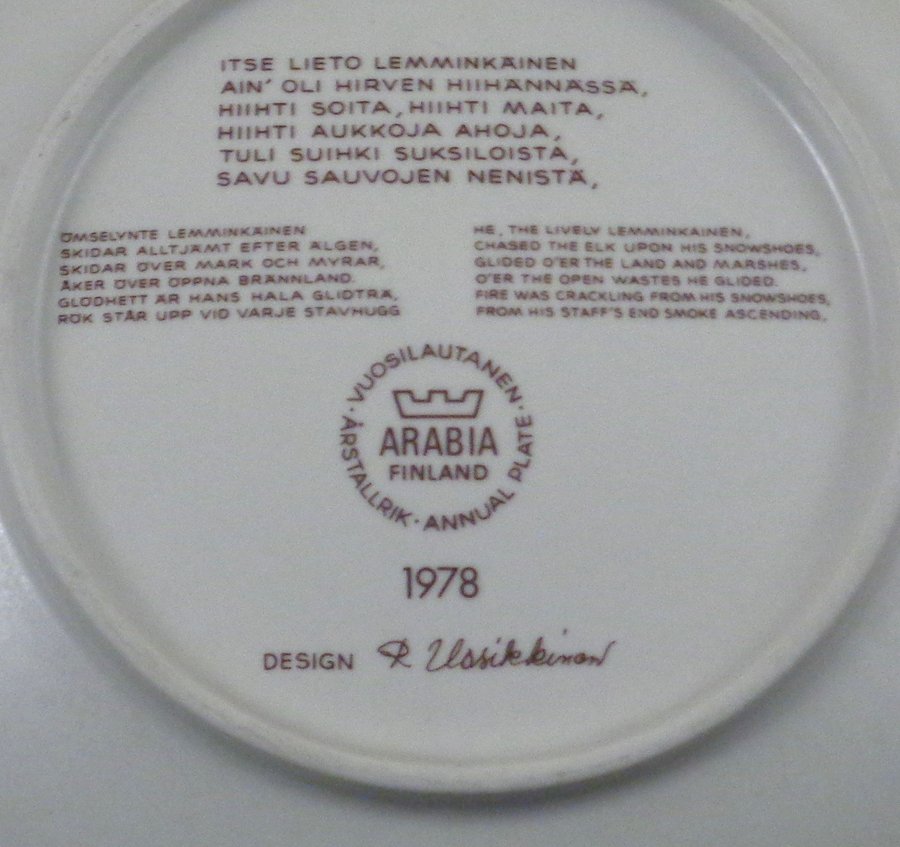 ITSE LIETO LEMMINKÄINEN
AIN' OLI HIRVEN HIIHÄNNÄSSÄ,
HIIHTI SOITA, HIIHTI MAITA,
HIIHTI AUKKOJA AHOJA,
TULI SUIHKI SUKSILOISTA,
SAVU SAUVOJEN NENISTÄ,
ÖMSELYNTE LEMMINKÄINEN
SKIDAR ALLTJÄMT EFTER ÄLGEN,
SKIDAR ÖVER MARK OCH MYRAR,
ÅKER ÖVER ÖPPNA BRÄNNLAND.
GLÖDHETT ÄR HANS HALA GLIDTRÄ,
RÖK STÅR UPP VID VARJE STAVHUGG
HE, THE LIVELY LEMMINKAINEN,
CHASED THE ELK UPON HIS SNOWSHOES,
GLIDED O'ER THE LAND AND MARSHES,
O'ER THE OPEN WASTES HE GLIDED.
FIRE WAS CRACKLING FROM HIS SNOWSHOES,
FROM HIS STAFF'S END SMOKE ASCENDING.
VUOSILAUTANEN · ANNUAL PLATE · ÅRSTALLRIK ·
ARABIA
FINLAND
1978
DESIGN R Uosikkinen